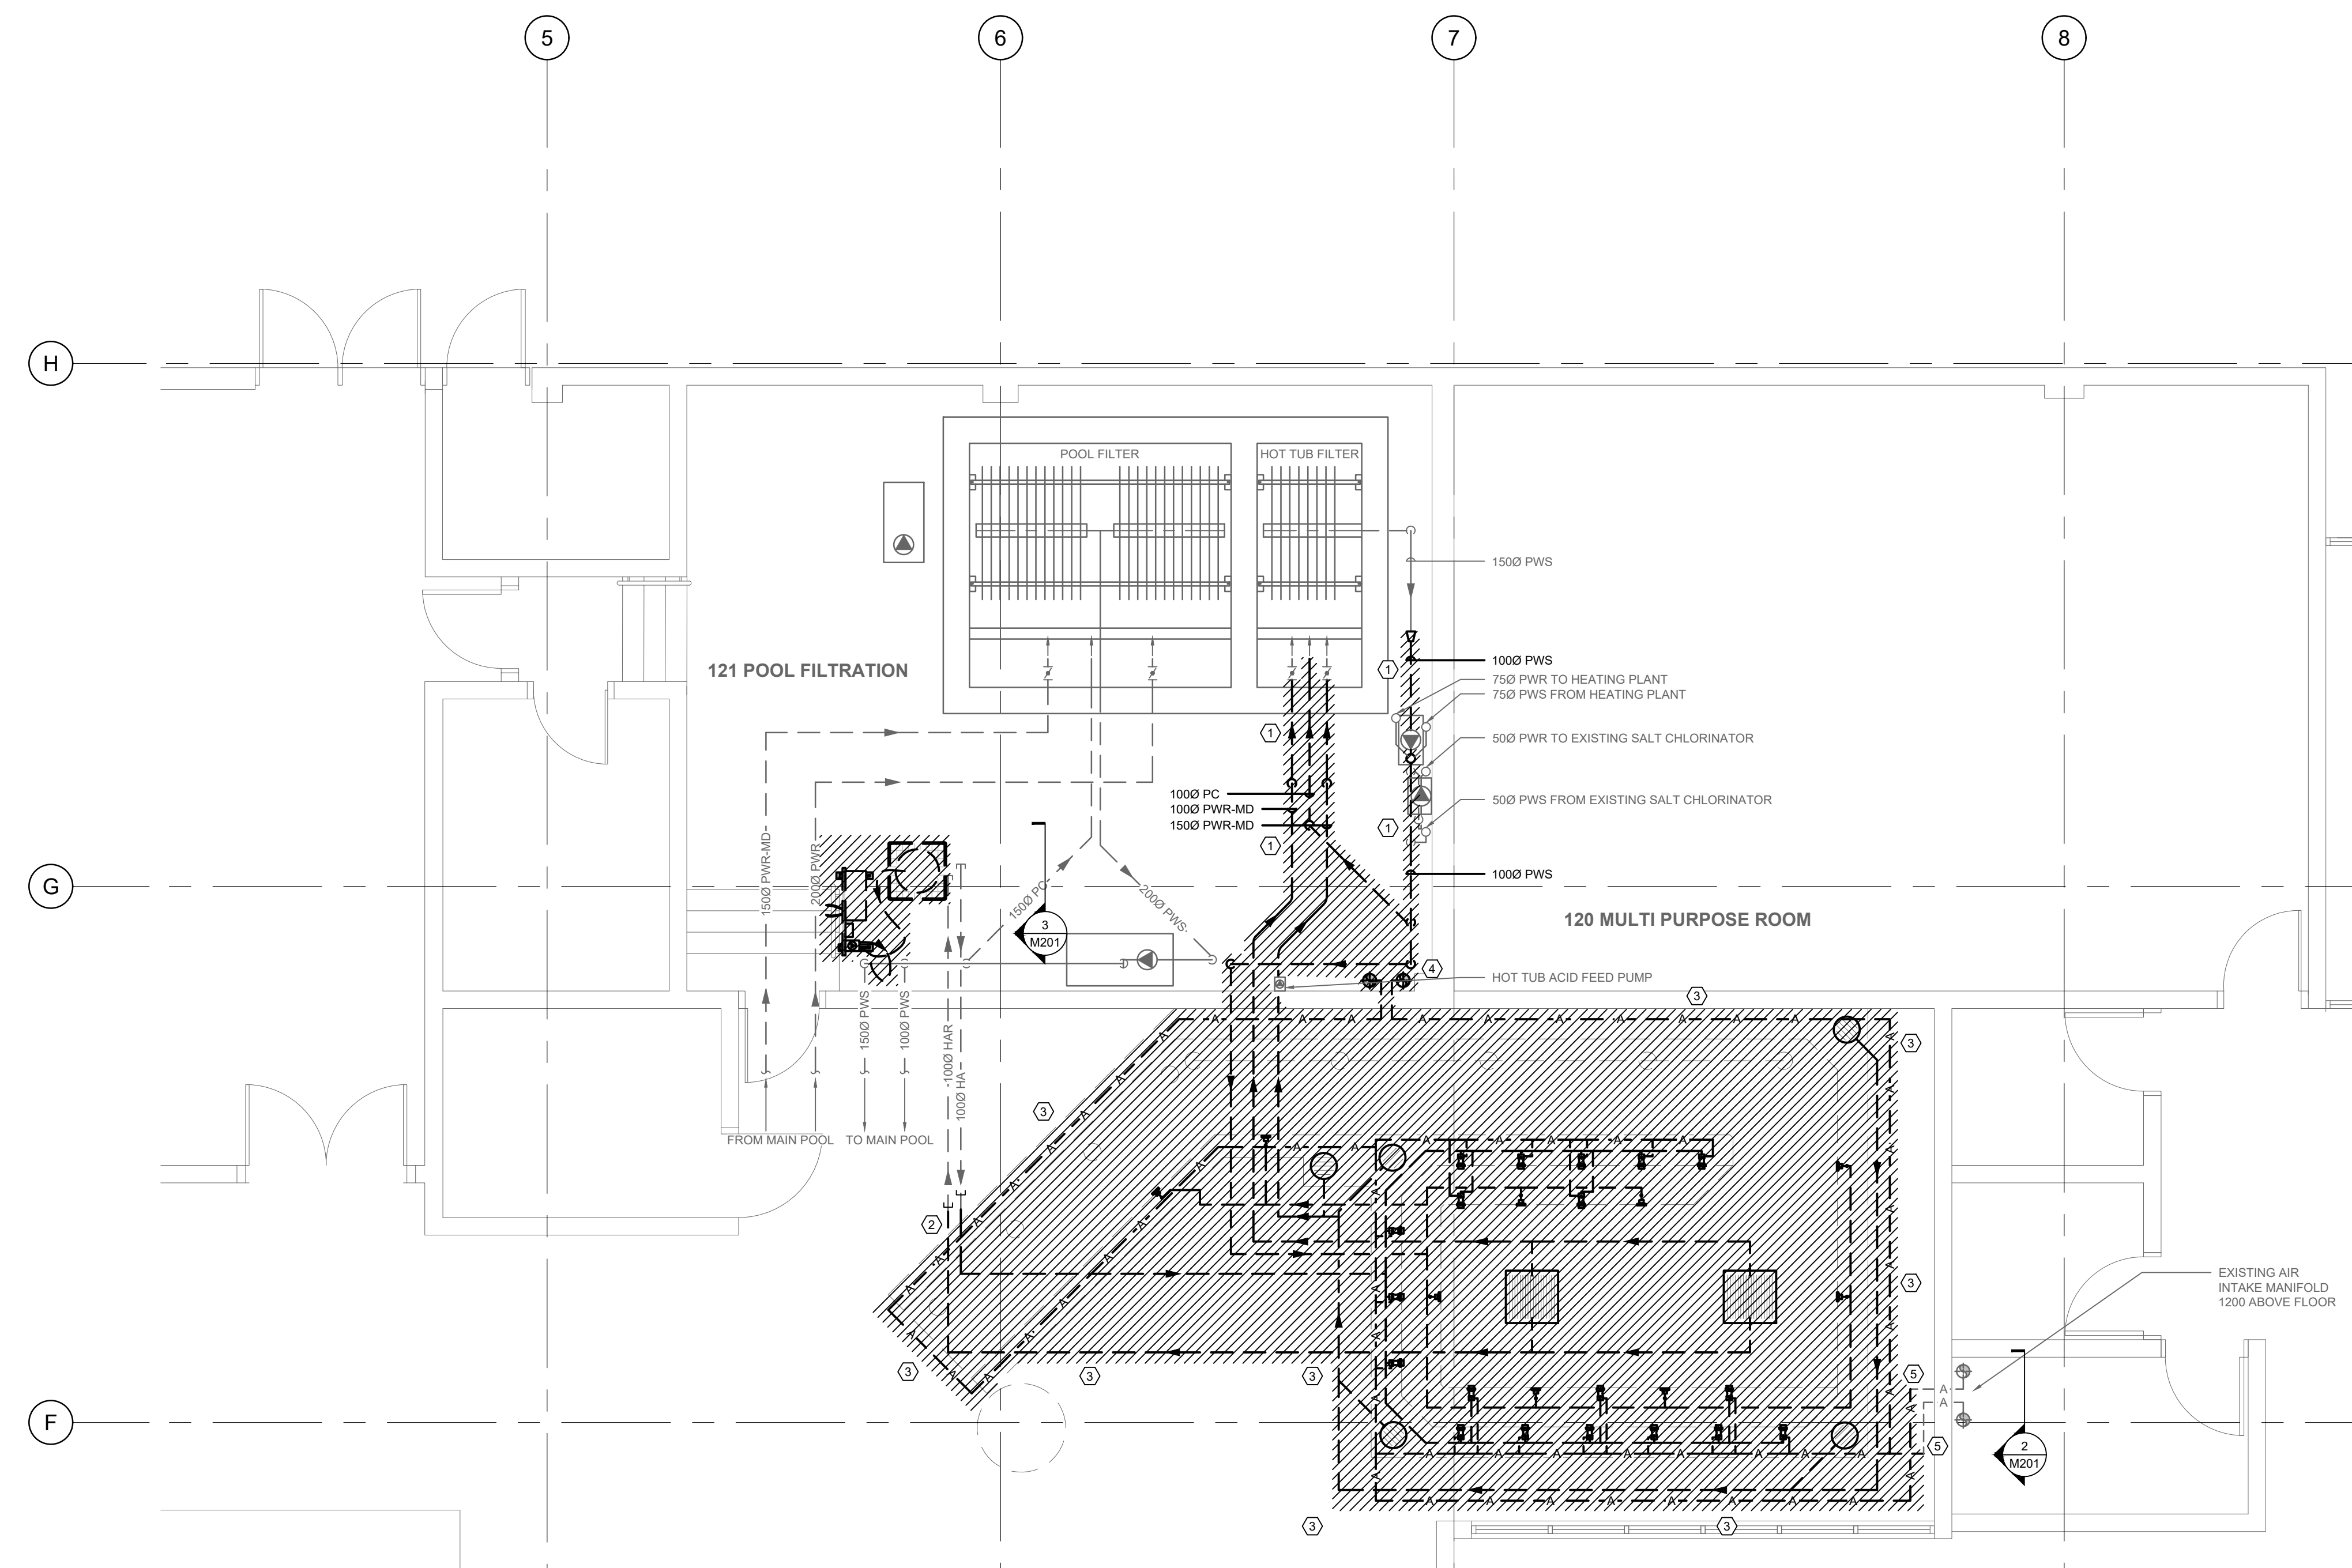 5
6
7
8
H
POOL FILTER
HOT TUB FILTER
150Ø PWS
121 POOL FILTRATION
1
100Ø PWS
75Ø PWR TO HEATING PLANT
75Ø PWS FROM HEATING PLANT
1
50Ø PWR TO EXISTING SALT CHLORINATOR
100Ø PC
100Ø PWR-MD
150Ø PWR-MD
50Ø PWS FROM EXISTING SALT CHLORINATOR
1
1
150Ø PWR-MD
200Ø PWR
G
100Ø PWS
150Ø PC
200Ø PWS
3
M201
120 MULTI PURPOSE ROOM
4
HOT TUB ACID FEED PUMP
3
150Ø PWS
100Ø PWS
100Ø HAR
100Ø HA
A A A A A A A A A A A
3
3
FROM MAIN POOL
TO MAIN POOL
A A A A A A
2
3
EXISTING AIR
INTAKE MANIFOLD
1200 ABOVE FLOOR
3
3
3
5
A
A
F
5
2
M201
A A A A A A A A
A A A A A A A A
3
3